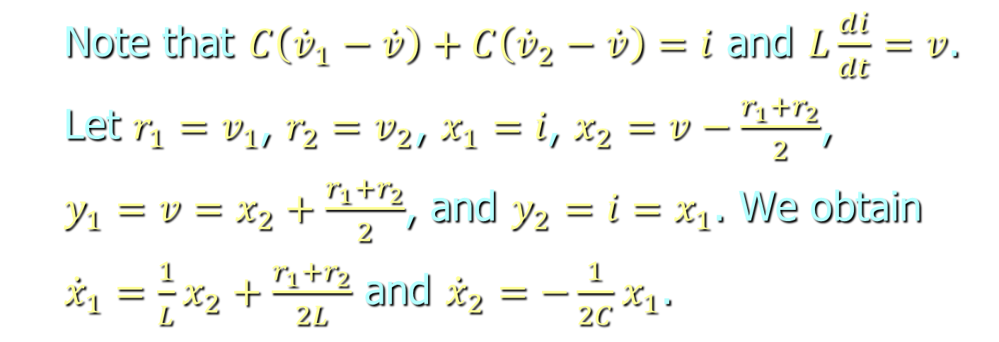 Note that $C(\dot{v}_1 - \dot{v}) + C(\dot{v}_2 - \dot{v}) = i$ and $L\frac{di}{dt} = v$.
Let $r_1 = v_1$, $r_2 = v_2$, $x_1 = i$, $x_2 = v - \frac{r_1+r_2}{2}$,
$y_1 = v = x_2 + \frac{r_1+r_2}{2}$, and $y_2 = i = x_1$. We obtain
$\dot{x}_1 = \frac{1}{L}x_2 + \frac{r_1+r_2}{2L}$ and $\dot{x}_2 = -\frac{1}{2C}x_1$.